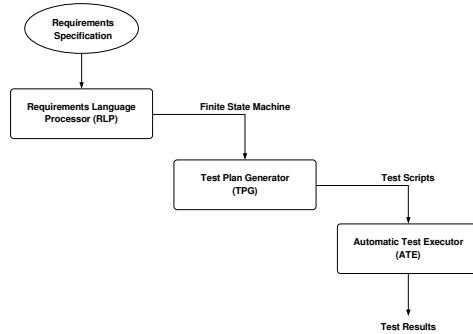 Requirements
Specification
Requirements Language
Processor (RLP)
Finite State Machine
Test Plan Generator
(TPG)
Test Scripts
Automatic Test Executor
(ATE)
Test Results